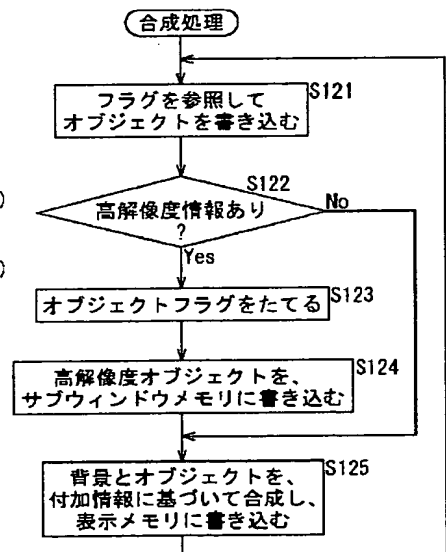 合成処理
フラグを参照して
オブジェクトを書き込む
S121
S122
高解像度情報あり
?
No
Yes
オブジェクトフラグをたてる
S123
高解像度オブジェクトを、
サブウィンドウメモリに書き込む
S124
背景とオブジェクトを、
付加情報に基づいて合成し、
表示メモリに書き込む
S125